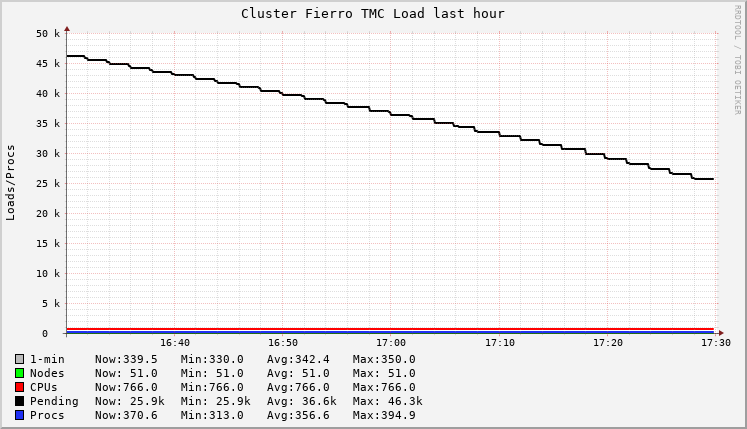 Cluster Fierro TMC Load last hour
RRDTOOL / TOBI OETIKER
Loads/Procs
50 k
45 k
40 k
35 k
30 k
25 k
20 k
15 k
10 k
5 k
0
16:40 16:50 17:00 17:10 17:20 17:30
1-min Now:339.5 Min:330.0 Avg:342.4 Max:350.0
Nodes Now: 51.0 Min: 51.0 Avg: 51.0 Max: 51.0
CPUs Now:766.0 Min:766.0 Avg:766.0 Max:766.0
Pending Now: 25.9k Min: 25.9k Avg: 36.6k Max: 46.3k
Procs Now:370.6 Min:313.0 Avg:356.6 Max:394.9